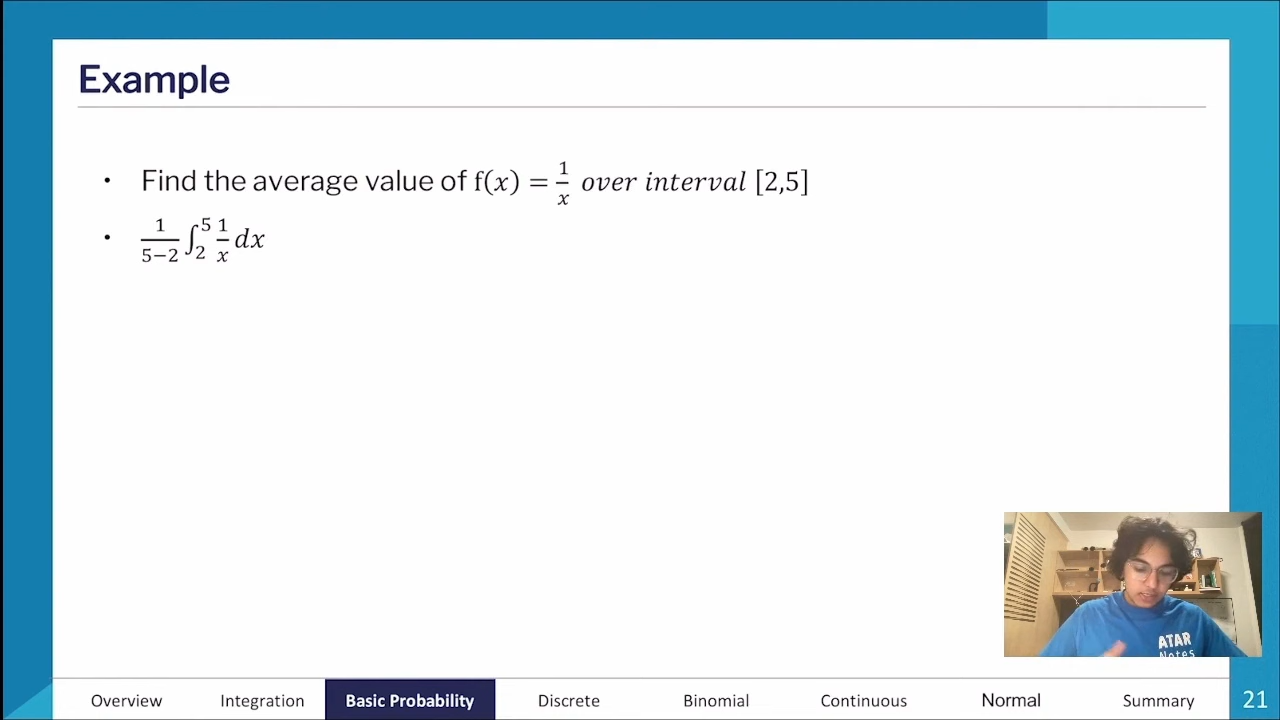 Example
• Find the average value of f(x) = 1/x over interval [2,5]
• 1/(5−2) ∫₂⁵ 1/x dx
ATAR
Notes
Overview Integration Basic Probability Discrete Binomial Continuous Normal Summary 21